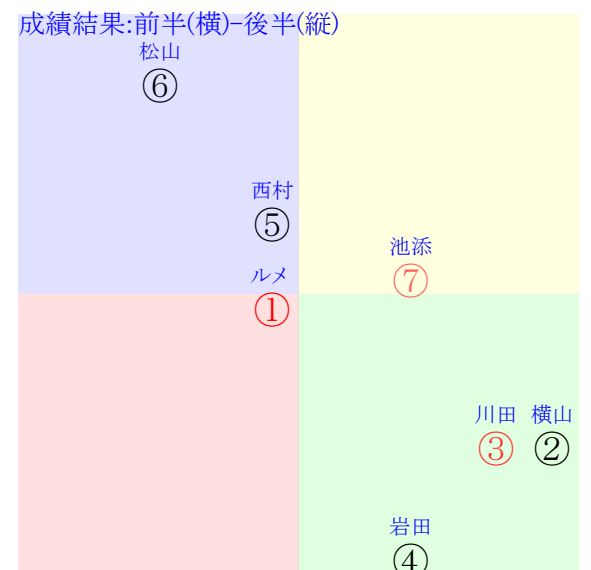 成績結果:前半(横)-後半(縦)
松山
⑥
西村
⑤
池添
⑦
ルメ
①
川田 横山
③ ②
岩田
④